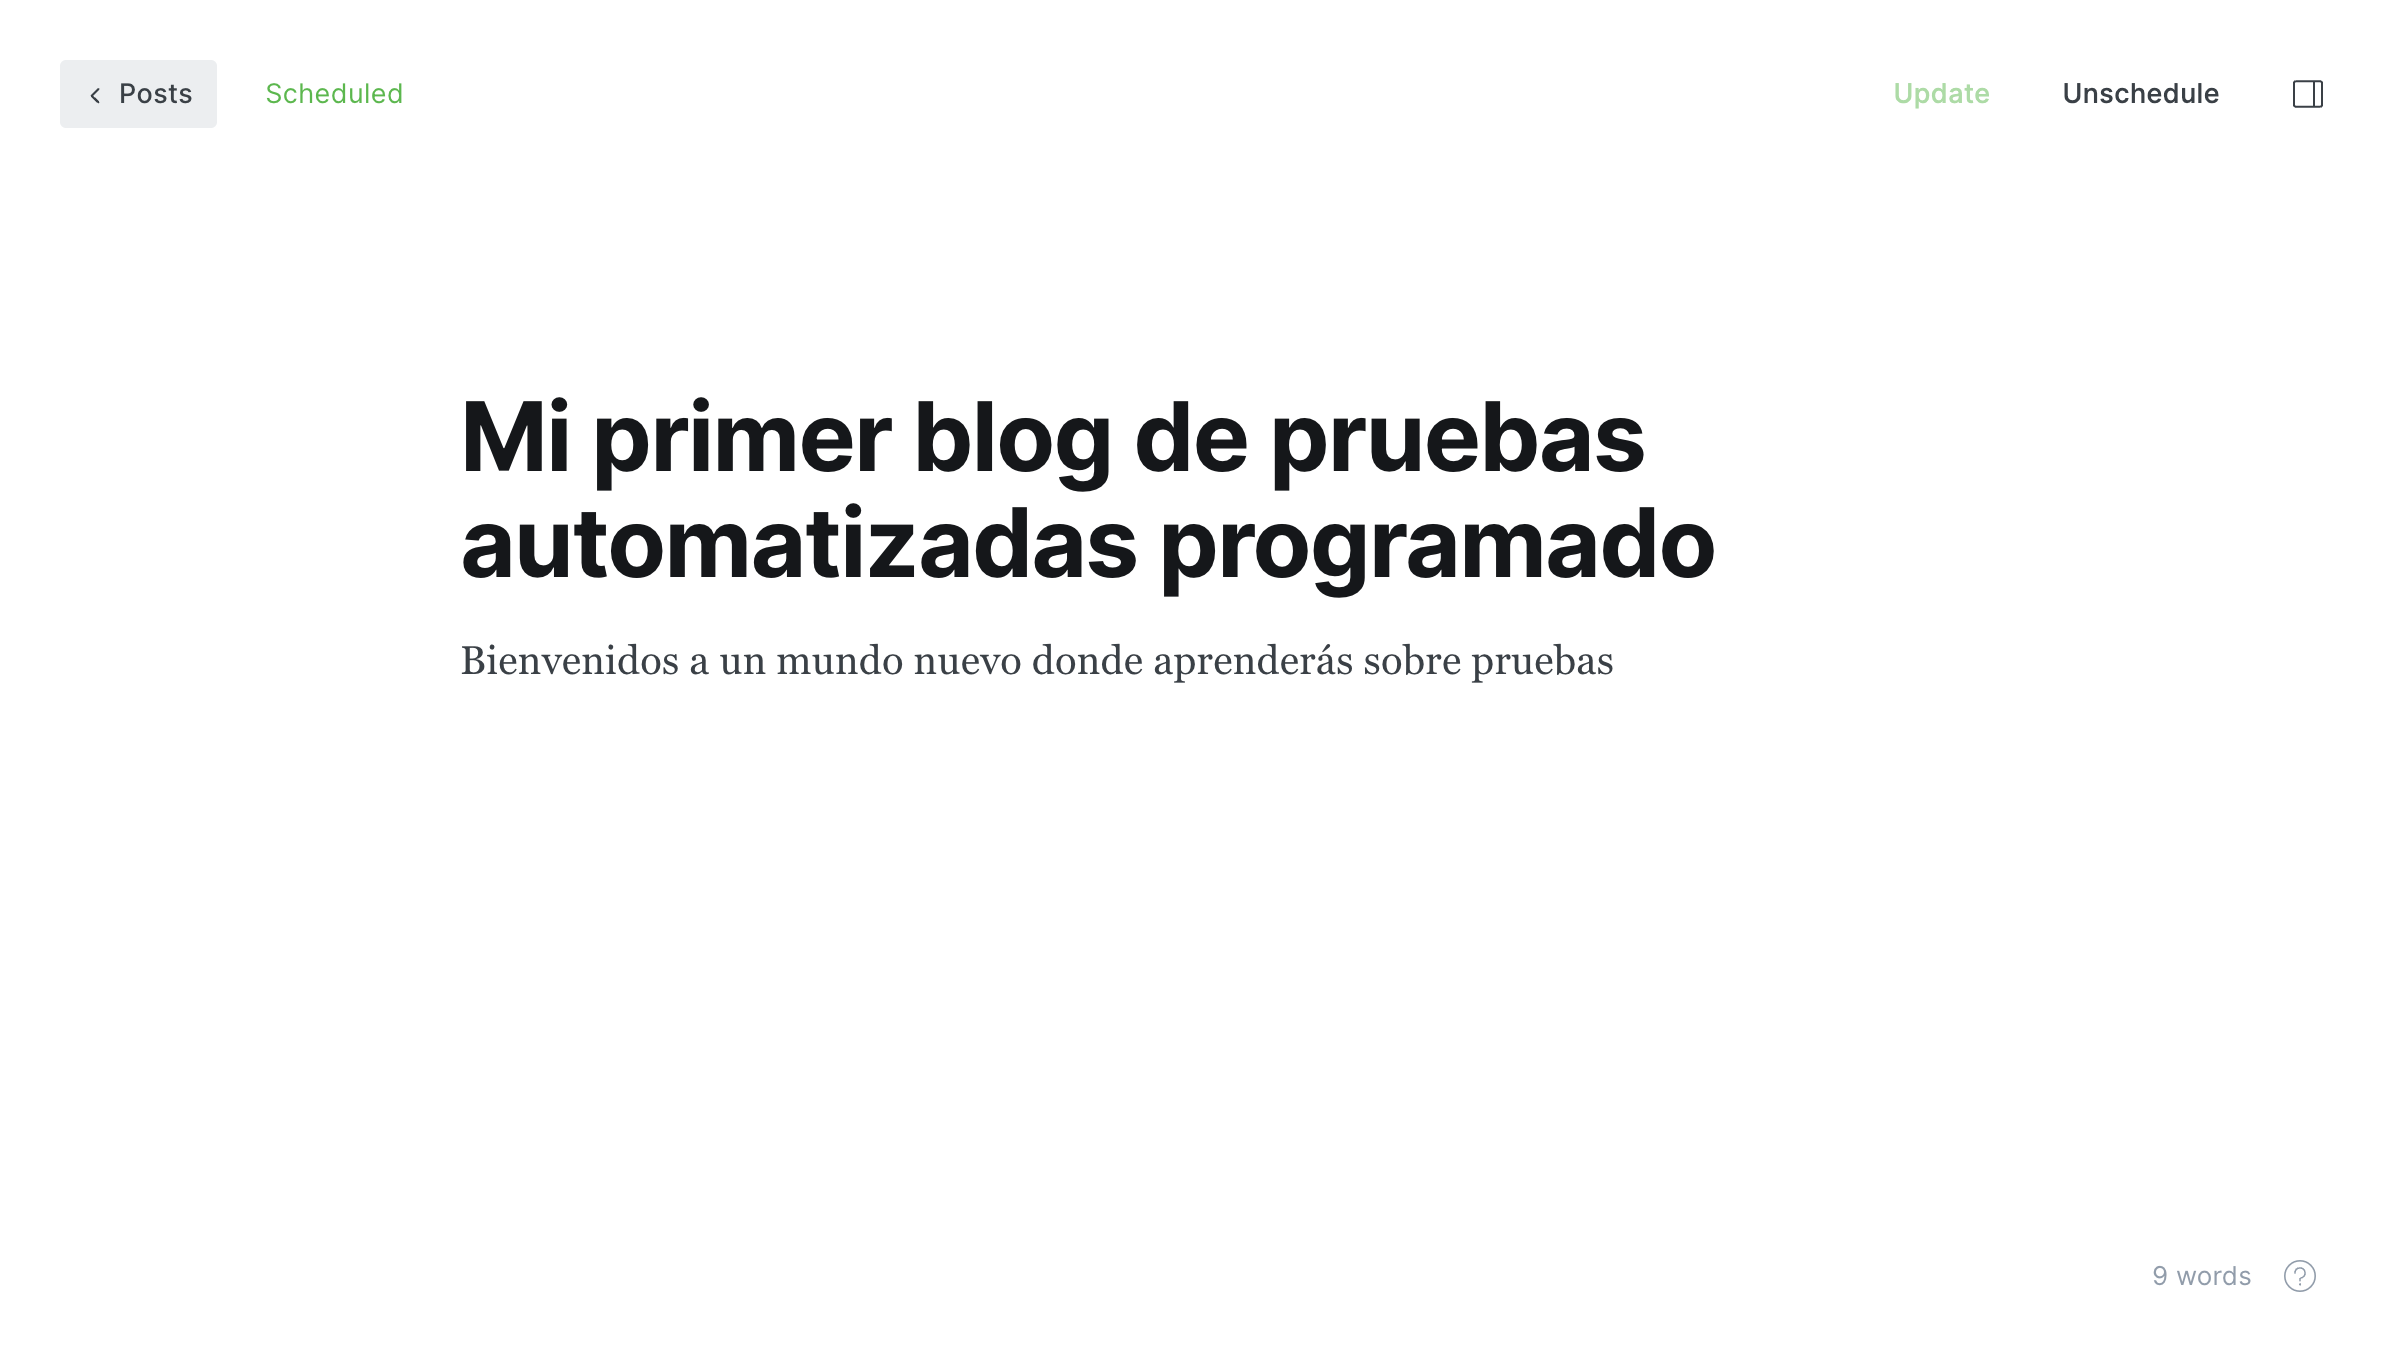 Posts
Scheduled
Update
Unschedule
Mi primer blog de pruebas
automatizadas programado
Bienvenidos a un mundo nuevo donde aprenderás sobre pruebas
9 words
?